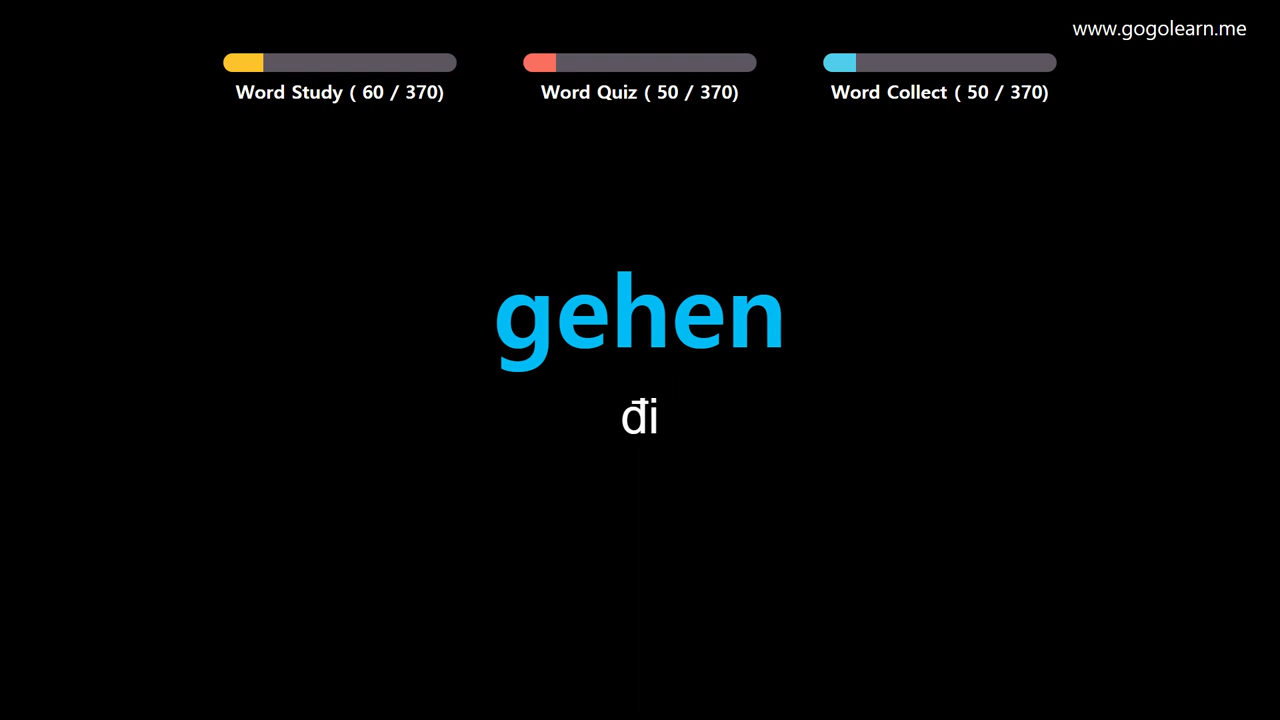 www.gogolearn.me
Word Study ( 60 / 370)
Word Quiz ( 50 / 370)
Word Collect ( 50 / 370)
gehen
đi